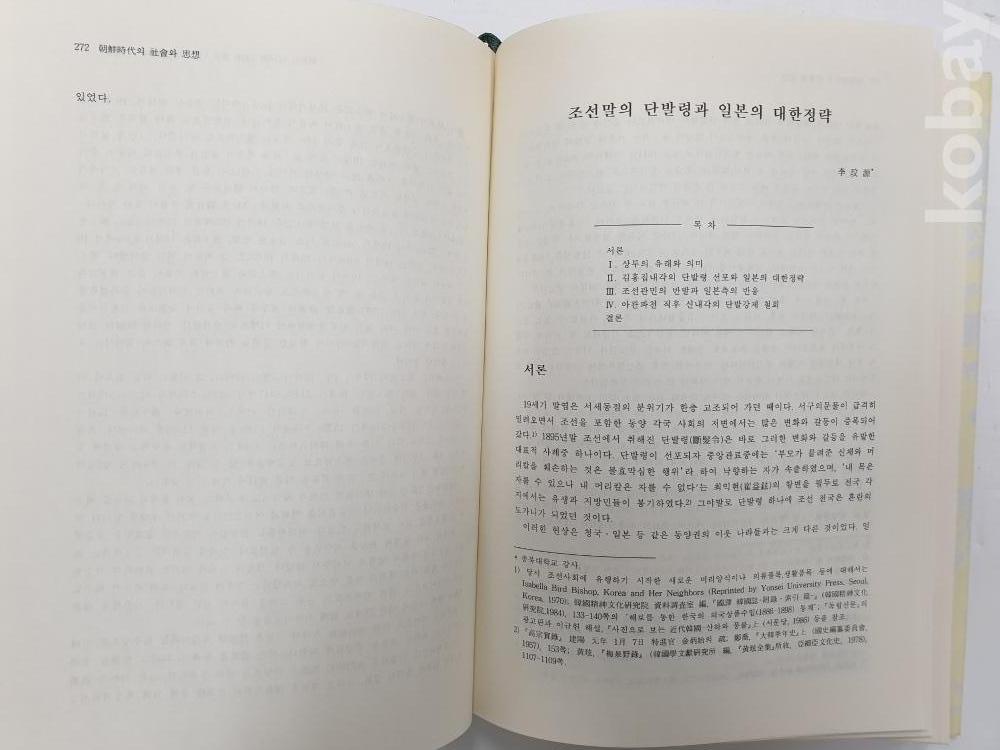 272 朝鮮時代의 社會와 思想
있었다.
조선말의 단발령과 일본의 대한정략
李玟源*
목 차
서론
Ⅰ. 상투의 유래와 의미
Ⅱ. 김홍집내각의 단발령 선포와 일본의 대한정략
Ⅲ. 조선관민의 반발과 일본측의 반응
Ⅳ. 아관파천 직후 신내각의 단발강제 철회
결론
서론
19세기 말엽은 서세동점의 분위기가 한층 고조되어 가던 때이다. 서구의문물이 급격히
밀려오면서 조선을 포함한 동양 각국 사회의 저변에서는 많은 변화와 갈등이 중폭되어
갔다.1) 1895년말 조선에서 취해진 단발령(斷髮令)은 바로 그러한 변화와 갈등을 유발한
대표적 사례중 하나이다. 단발령이 선포되자 중앙관료중에는 '부모가 물려준 신체와 머
리칼을 훼손하는 것은 불효막심한 행위'라 하여 낙향하는 자가 속출하였으며, '내 목은
자를 수 있으나 내 머리칼은 자를 수 없다'는 최익현(崔益鉉)의 항변을 필두로 전국 각
지에서는 유생과 지방민들이 봉기하였다.2) 그야말로 단발령 하나에 조선 전국은 혼란의
도가니가 되었던 것이다.
이러한 현상은 청국·일본 등 같은 동양권의 이웃 나라들과는 크게 다른 것이었다. 일
* 충북대학교 강사.
1) 당시 조선사회에 유행하기 시작한 새로운 머리양식이나 의류품목,생활품목 등에 대해서는
Isabella Bird Bishop, Korea and Her Neighbors (Reprinted by Yonsei University Press, Seoul,
Korea, 1970); 韓國精神文化硏究院 資料調査室 編, 『國譯 韓國誌-附錄·索引 篇-』(韓國精神文化
硏究院,1984), 133-140쪽의 '해로를 통한 한국의 외국상품수입(1886-1898) 통계'; 『독립신문』의
광고란과 이규헌 해설, 『사진으로 보는 近代韓國-산하와 풍물』上 (서문당, 1986) 등을 참조.
2) 『高宗實錄』 建陽 元年 1月 7日 特進官 金炳始의 疏; 鄭喬, 『大韓季年史』上 (國史編纂委員會,
1957), 153쪽; 黃玹, 『梅泉野錄』 (韓國學文獻硏究所 編, 『黃玹全集』所收, 亞細亞文化社, 1978),
1107-1109쪽.
kobay